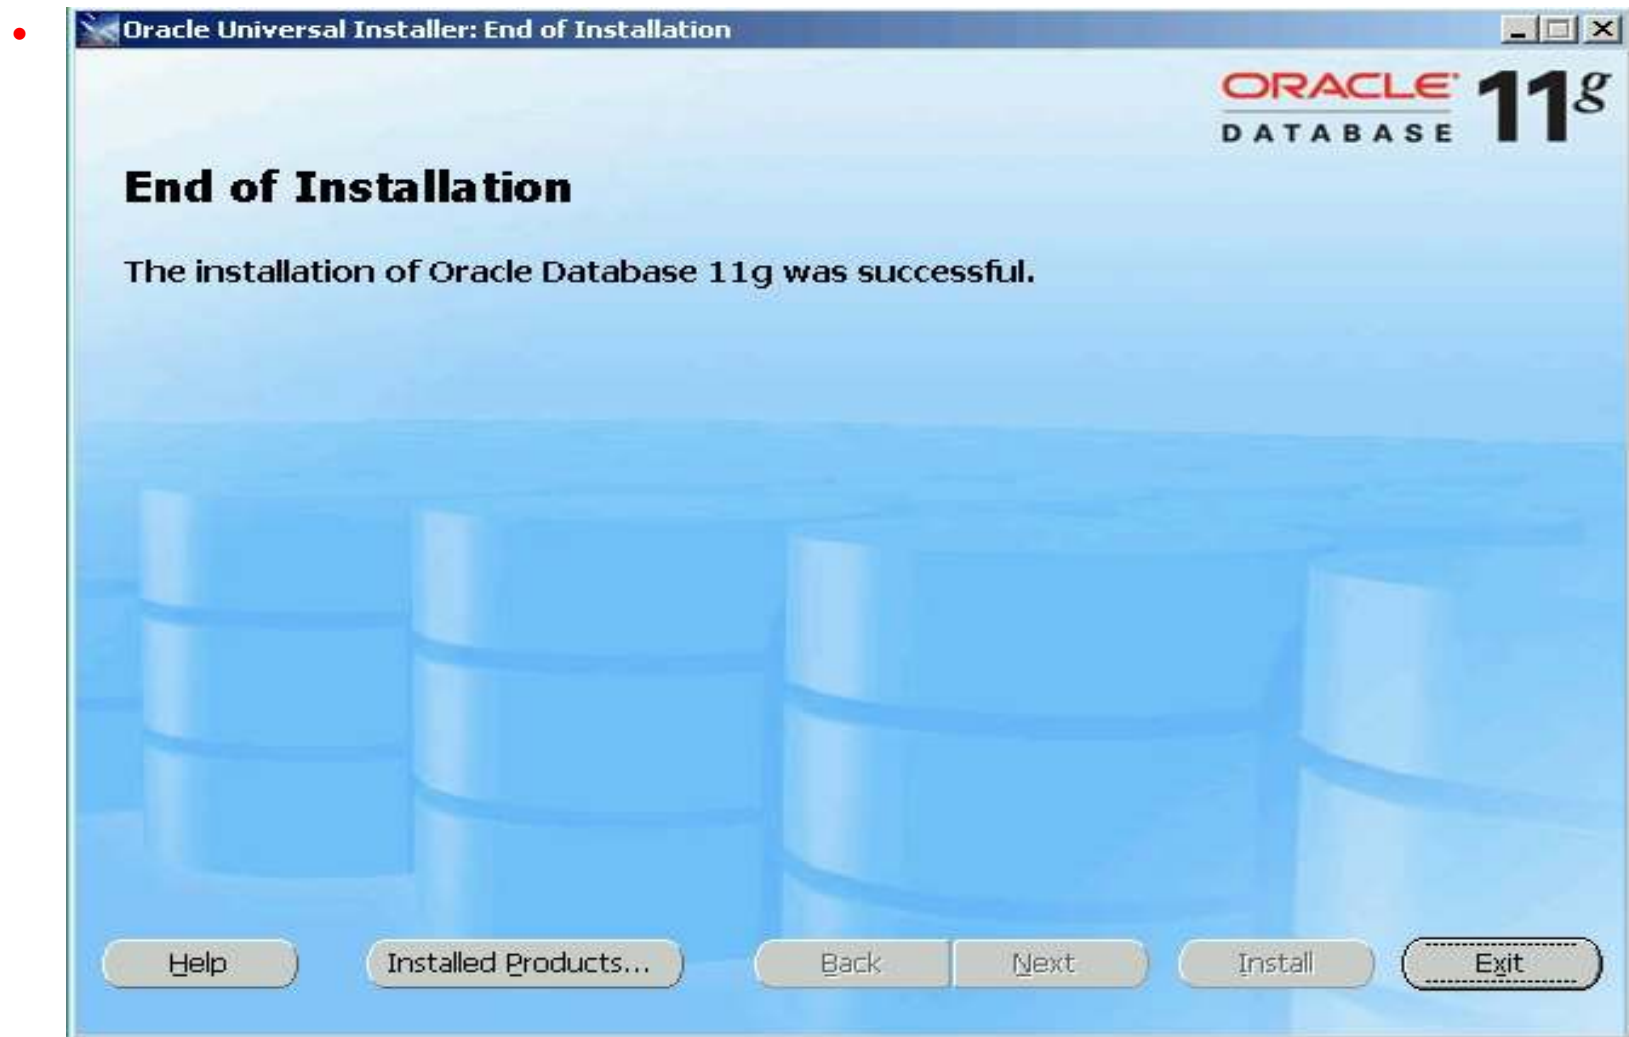 Oracle Universal Installer: End of Installation
ORACLE 11g
DATABASE
End of Installation
The installation of Oracle Database 11g was successful.
Help Installed Products... Back Next Install Exit